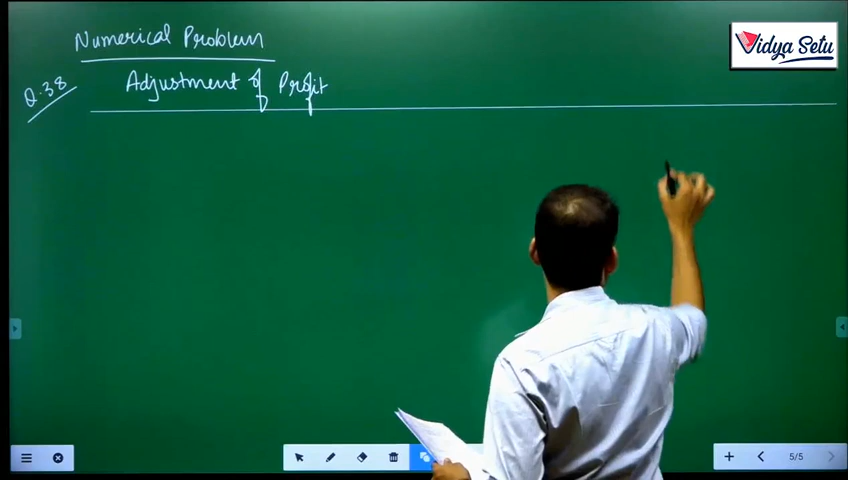 Numerical Problem
Vidya Setu
Q.38
Adjustment of Profit
5/5